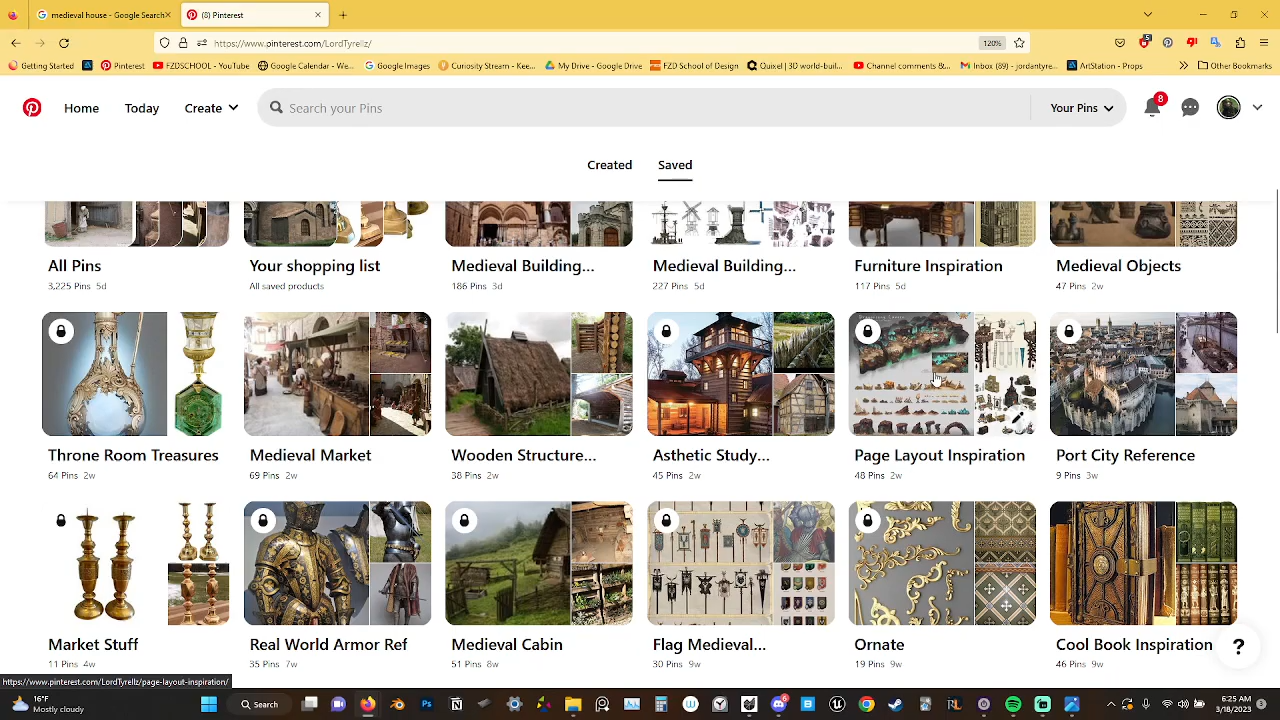 medieval house - Google Search
(8) Pinterest
https://www.pinterest.com/LordTyrellz/
120%
Getting Started
Pinterest
FZDSCHOOL - YouTube
Google Calendar - We...
Google Images
Curiosity Stream - Kee...
My Drive - Google Drive
FZD School of Design
Quixel | 3D world-buil...
Channel comments &...
Inbox (89) - jordantyre...
ArtStation - Props
Other Bookmarks
Home
Today
Create
Search your Pins
Your Pins
8
Created
Saved
All Pins
Your shopping list
Medieval Building...
Medieval Building...
Furniture Inspiration
Medieval Objects
3,225 Pins 5d
All saved products
186 Pins 3d
227 Pins 5d
117 Pins 5d
47 Pins 2w
Throne Room Treasures
Medieval Market
Wooden Structure...
Asthetic Study...
Page Layout Inspiration
Port City Reference
64 Pins 2w
69 Pins 2w
38 Pins 2w
45 Pins 2w
48 Pins 2w
9 Pins 3w
Market Stuff
Real World Armor Ref
Medieval Cabin
Flag Medieval...
Ornate
Cool Book Inspiration
11 Pins 4w
35 Pins 7w
51 Pins 8w
30 Pins 9w
19 Pins 9w
46 Pins 9w
?
https://www.pinterest.com/LordTyrellz/page-layout-inspiration/
16°F
Mostly cloudy
Search
6:25 AM
3/18/2023